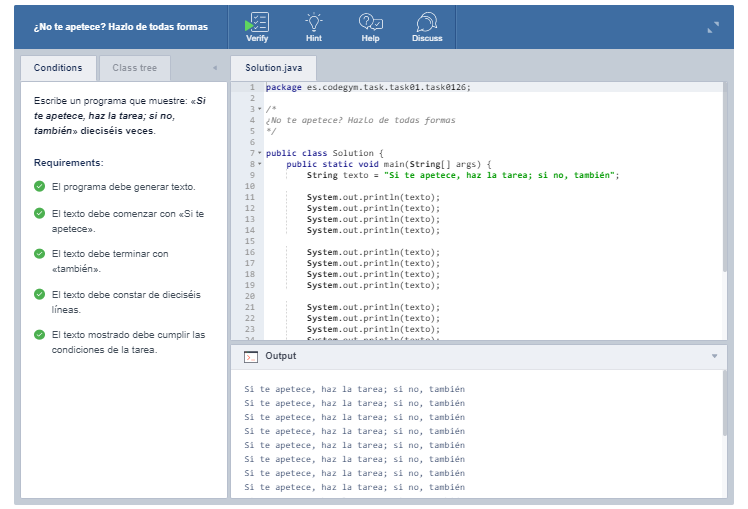 ¿No te apetece? Hazlo de todas formas
Verify
Hint
Help
Discuss
Conditions
Class tree
Escribe un programa que muestre: «Si
te apetece, haz la tarea; si no,
también» dieciséis veces.
Requirements:
El programa debe generar texto.
El texto debe comenzar con «Si te
apetece».
El texto debe terminar con
«también».
El texto debe constar de dieciséis
líneas.
El texto mostrado debe cumplir las
condiciones de la tarea.
Solution.java
1 package es.codegym.task.task01.task0126;
2
3 /*
4 ¿No te apetece? Hazlo de todas formas
5 */
6
7 public class Solution {
8 public static void main(String[] args) {
9 String texto = "Si te apetece, haz la tarea; si no, también";
10
11 System.out.println(texto);
12 System.out.println(texto);
13 System.out.println(texto);
14 System.out.println(texto);
15
16 System.out.println(texto);
17 System.out.println(texto);
18 System.out.println(texto);
19 System.out.println(texto);
20
21 System.out.println(texto);
22 System.out.println(texto);
23 System.out.println(texto);
24 System.out.println(texto);
Output
Si te apetece, haz la tarea; si no, también
Si te apetece, haz la tarea; si no, también
Si te apetece, haz la tarea; si no, también
Si te apetece, haz la tarea; si no, también
Si te apetece, haz la tarea; si no, también
Si te apetece, haz la tarea; si no, también
Si te apetece, haz la tarea; si no, también
Si te apetece, haz la tarea; si no, también